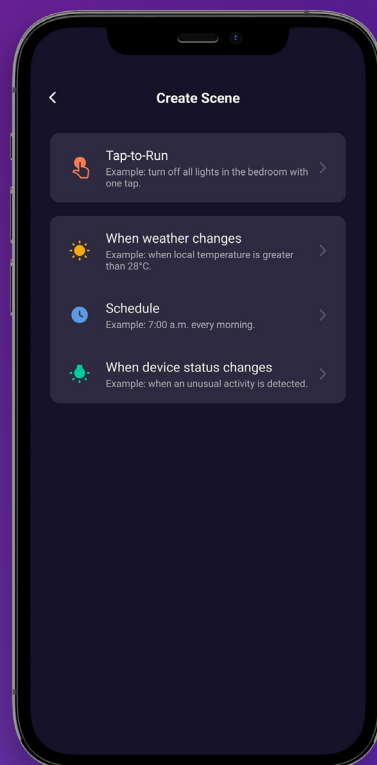 Create Scene
Tap-to-Run
Example: turn off all lights in the bedroom with
one tap.
When weather changes
Example: when local temperature is greater
than 28°C.
Schedule
Example: 7:00 a.m. every morning.
When device status changes
Example: when an unusual activity is detected.